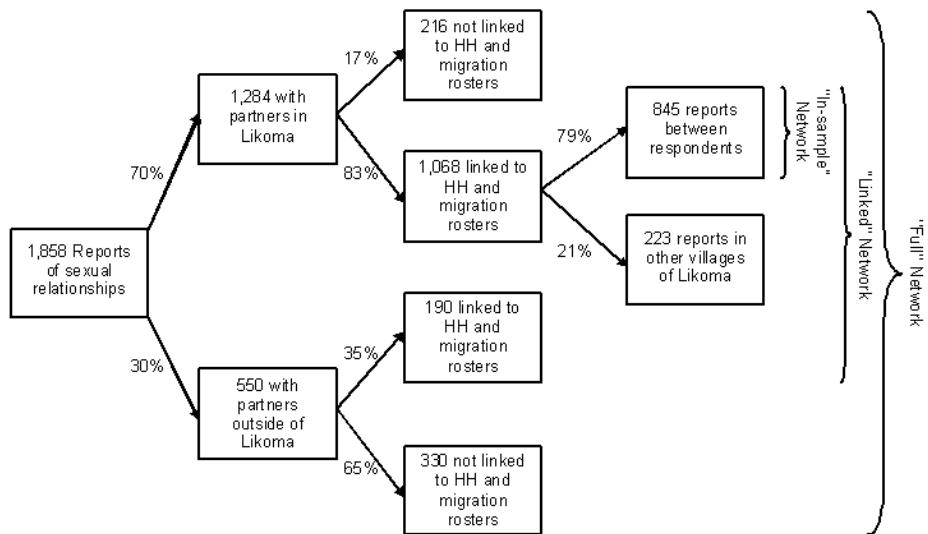 1,858 Reports
of sexual
relationships
70%
30%
1,284 with
partners in
Likoma
550 with
partners
outside of
Likoma
17%
83%
35%
65%
216 not linked
to HH and
migration
rosters
1,068 linked to
HH and
migration
rosters
190 linked to
HH and
migration
rosters
330 not linked
to HH and
migration
rosters
79%
21%
845 reports
between
respondents
223 reports in
other villages
of Likoma
"In-sample"
Network
"Linked" Network
"Full" Network